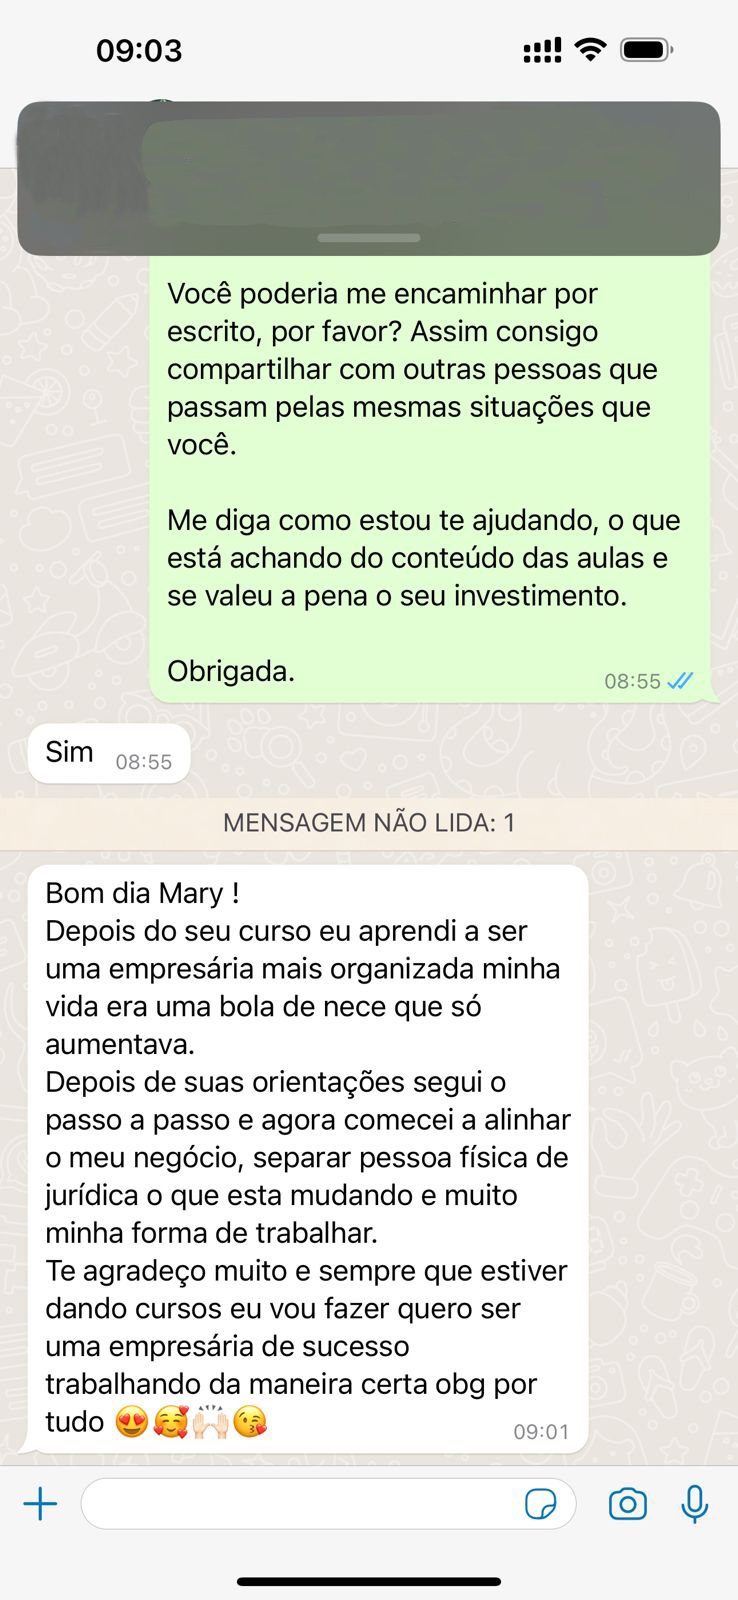 09:03
Você poderia me encaminhar por
escrito, por favor? Assim consigo
compartilhar com outras pessoas que
passam pelas mesmas situações que
você.
Me diga como estou te ajudando, o que
está achando do conteúdo das aulas e
se valeu a pena o seu investimento.
Obrigada.
08:55
Sim 08:55
MENSAGEM NÃO LIDA: 1
Bom dia Mary !
Depois do seu curso eu aprendi a ser
uma empresária mais organizada minha
vida era uma bola de nece que só
aumentava.
Depois de suas orientações segui o
passo a passo e agora comecei a alinhar
o meu negócio, separar pessoa física de
jurídica o que esta mudando e muito
minha forma de trabalhar.
Te agradeço muito e sempre que estiver
dando cursos eu vou fazer quero ser
uma empresária de sucesso
trabalhando da maneira certa obg por
tudo 😍🥰🙌🏻😘
09:01